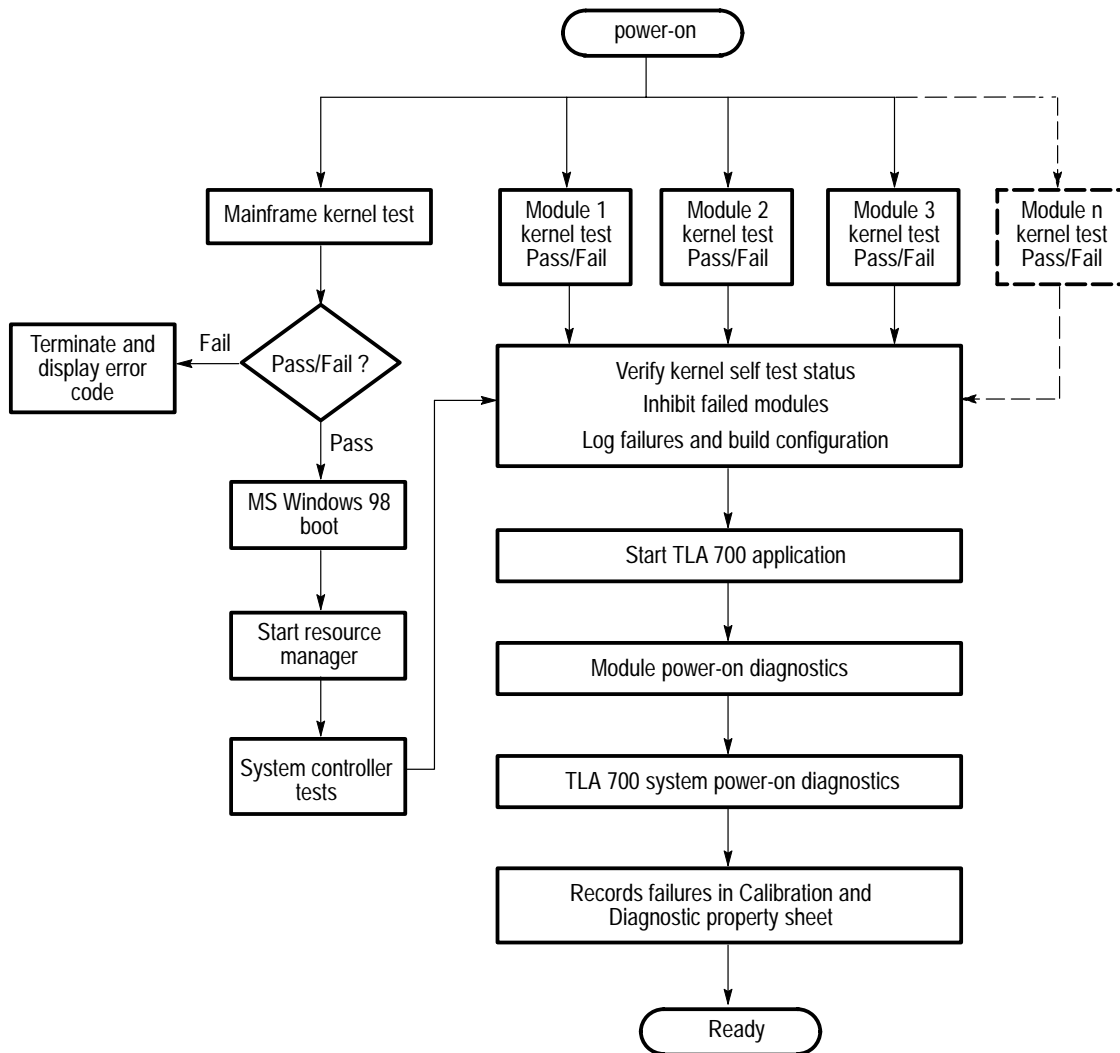 power-on
Mainframe kernel test
Module 1
kernel test
Pass/Fail
Module 2
kernel test
Pass/Fail
Module 3
kernel test
Pass/Fail
Module n
kernel test
Pass/Fail
Terminate and
display error
code
Fail
Pass/Fail ?
Pass
Verify kernel self test status
Inhibit failed modules
Log failures and build configuration
MS Windows 98
boot
Start TLA 700 application
Start resource
manager
Module power-on diagnostics
System controller
tests
TLA 700 system power-on diagnostics
Records failures in Calibration and
Diagnostic property sheet
Ready